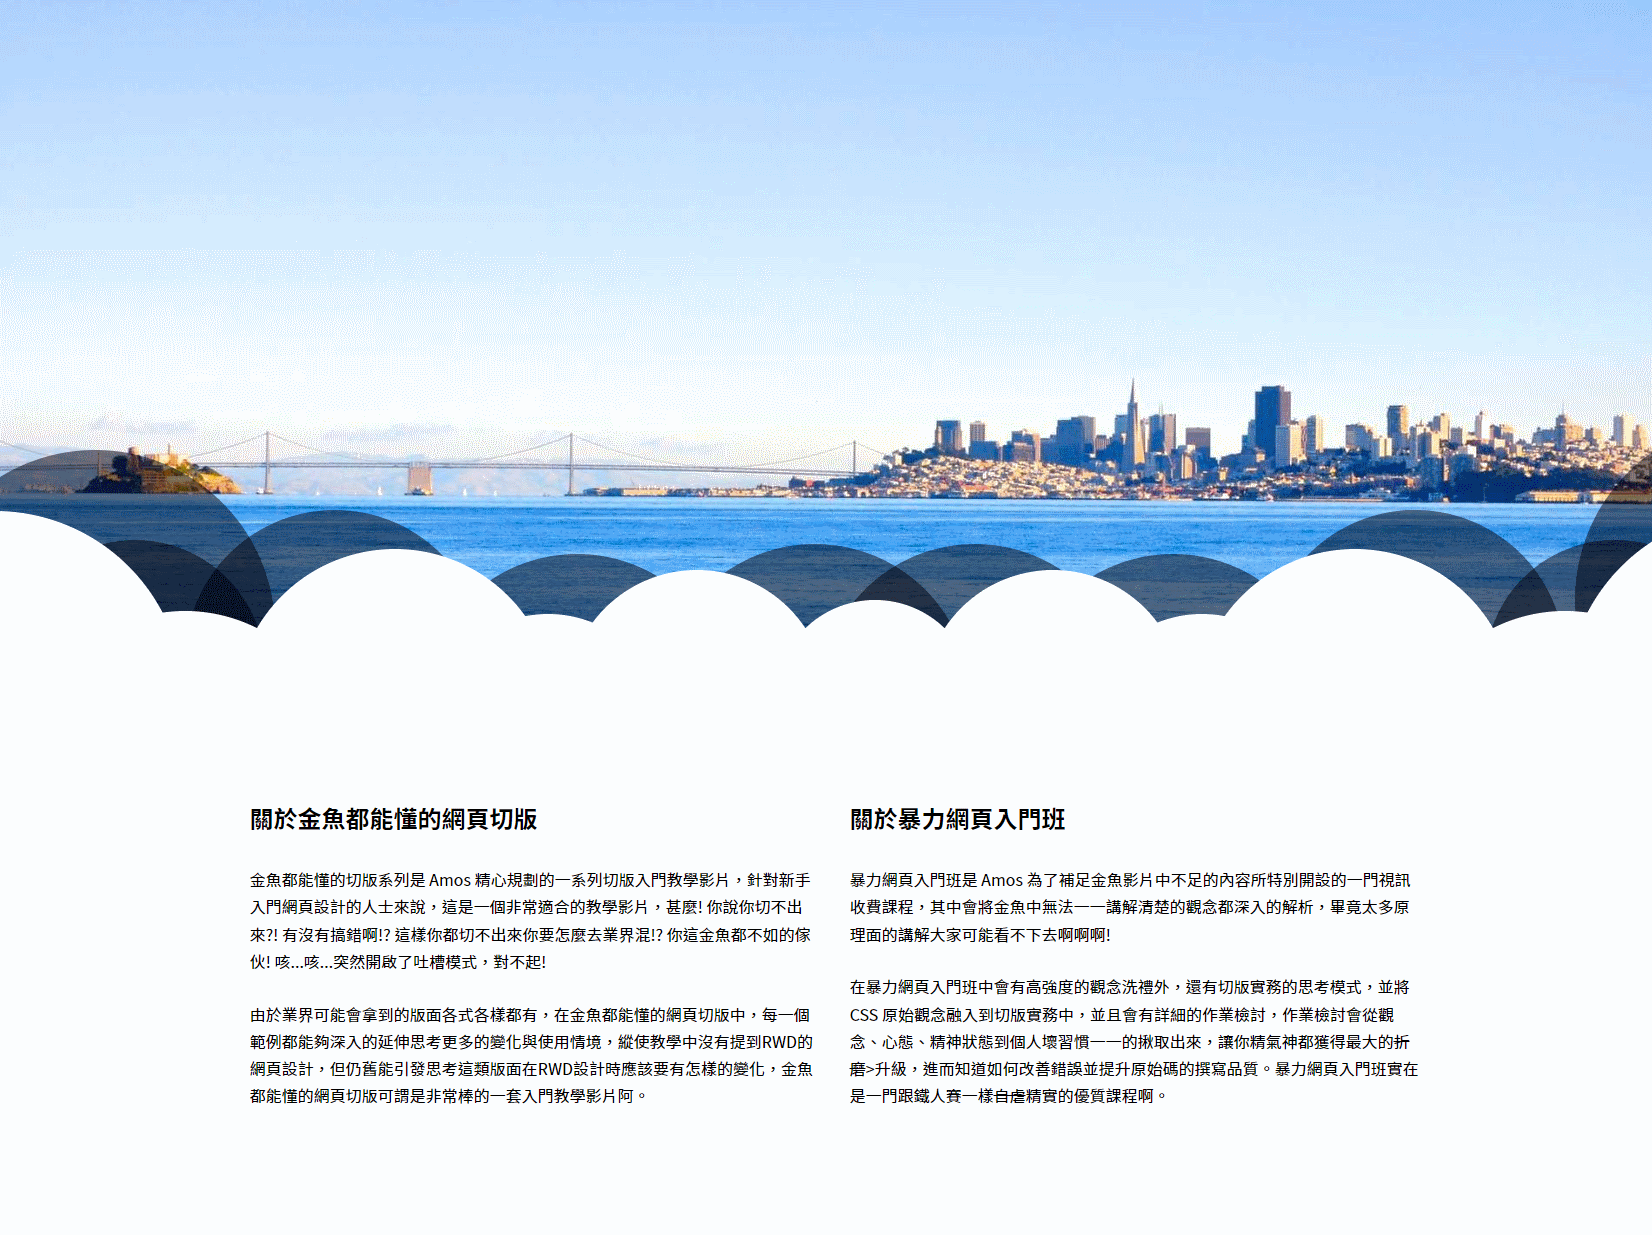 關於金魚都能懂的網頁切版
金魚都能懂的切版系列是 Amos 精心規劃的一系列切版入門教學影片，針對新手
入門網頁設計的人士來說，這是一個非常適合的教學影片，甚麼! 你說你切不出
來?! 有沒有搞錯啊!? 這樣你都切不出來你要怎麼去業界混!? 你這金魚都不如的傢
伙! 咳...咳...突然開啟了吐槽模式，對不起!
由於業界可能會拿到的版面各式各樣都有，在金魚都能懂的網頁切版中，每一個
範例都能夠深入的延伸思考更多的變化與使用情境，縱使教學中沒有提到RWD的
網頁設計，但仍舊能引發思考這類版面在RWD設計時應該要有怎樣的變化，金魚
都能懂的網頁切版可謂是非常棒的一套入門教學影片阿。
關於暴力網頁入門班
暴力網頁入門班是 Amos 為了補足金魚影片中不足的內容所特別開設的一門視訊
收費課程，其中會將金魚中無法一一講解清楚的觀念都深入的解析，畢竟太多原
理面的講解大家可能看不下去啊啊啊!
在暴力網頁入門班中會有高強度的觀念洗禮外，還有切版實務的思考模式，並將
CSS 原始觀念融入到切版實務中，並且會有詳細的作業檢討，作業檢討會從觀
念、心態、精神狀態到個人壞習慣一一的揪取出來，讓你精氣神都獲得最大的折
磨>升級，進而知道如何改善錯誤並提升原始碼的撰寫品質。暴力網頁入門班實在
是一門跟鐵人賽一樣自虐精實的優質課程啊。